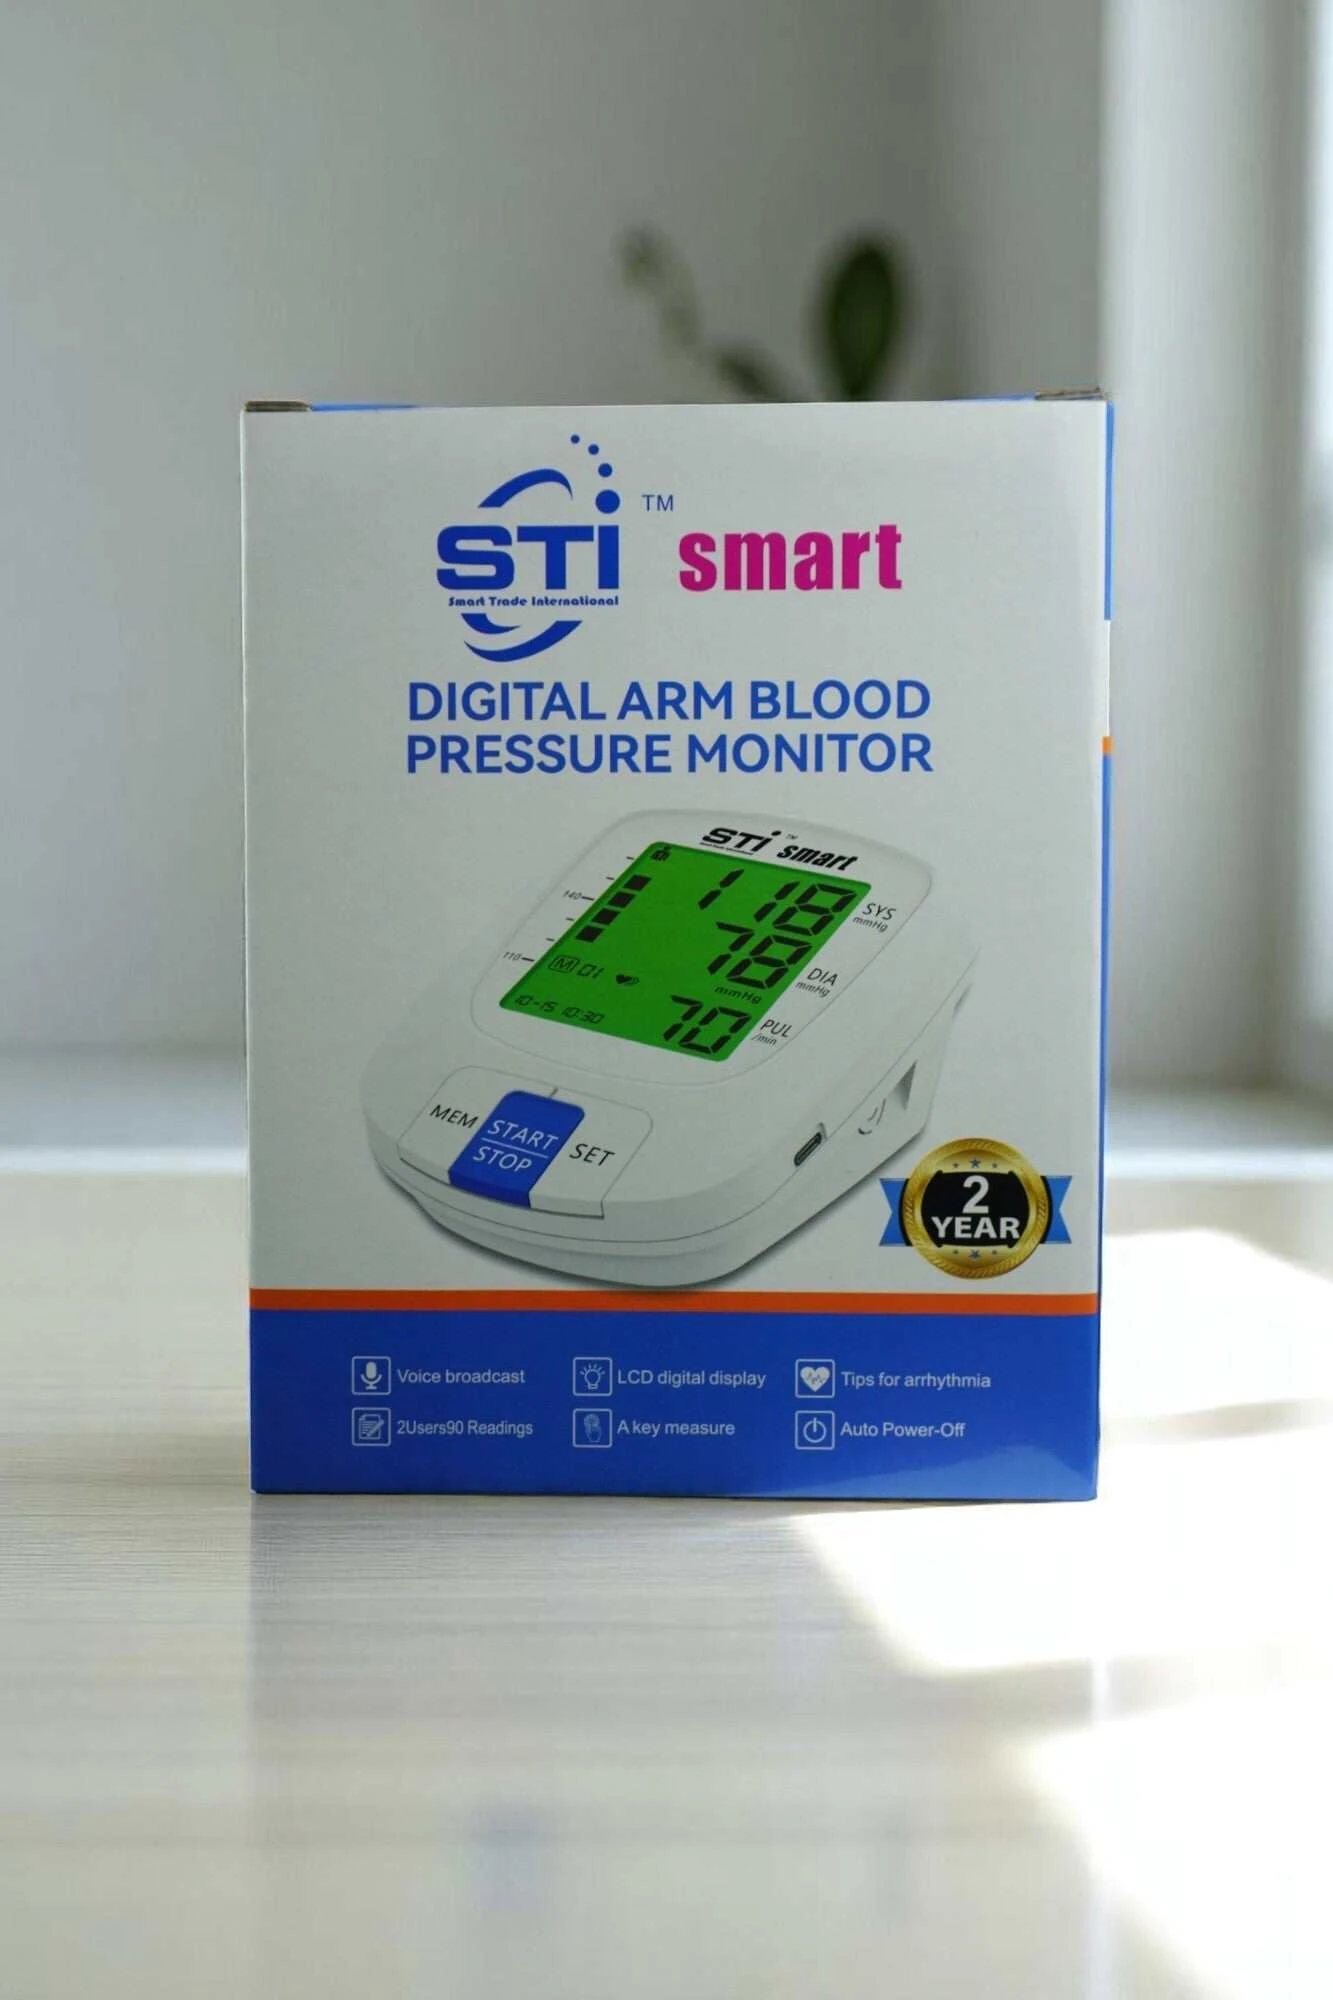 STi TM smart
Smart Trade International
DIGITAL ARM BLOOD
PRESSURE MONITOR
STi TM smart
118 SYS
mmHg
140
78 DIA
mmHg
mmHg
110
M 01
70 PUL
/min
10-15 10:30
MEM START SET
STOP
2
YEAR
Voice broadcast LCD digital display Tips for arrhythmia
2Users90 Readings A key measure Auto Power-Off